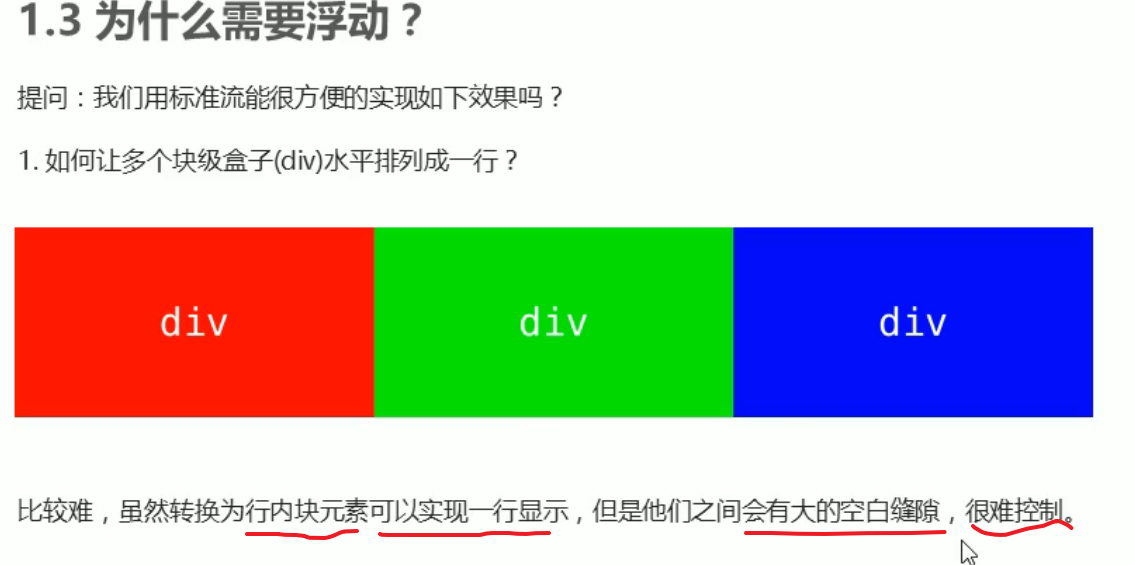 1.3 为什么需要浮动？
提问：我们用标准流能很方便的实现如下效果吗？
1. 如何让多个块级盒子(div)水平排列成一行？
div div div
比较难，虽然转换为行内块元素可以实现一行显示，但是他们之间会有大的空白缝隙，很难控制。